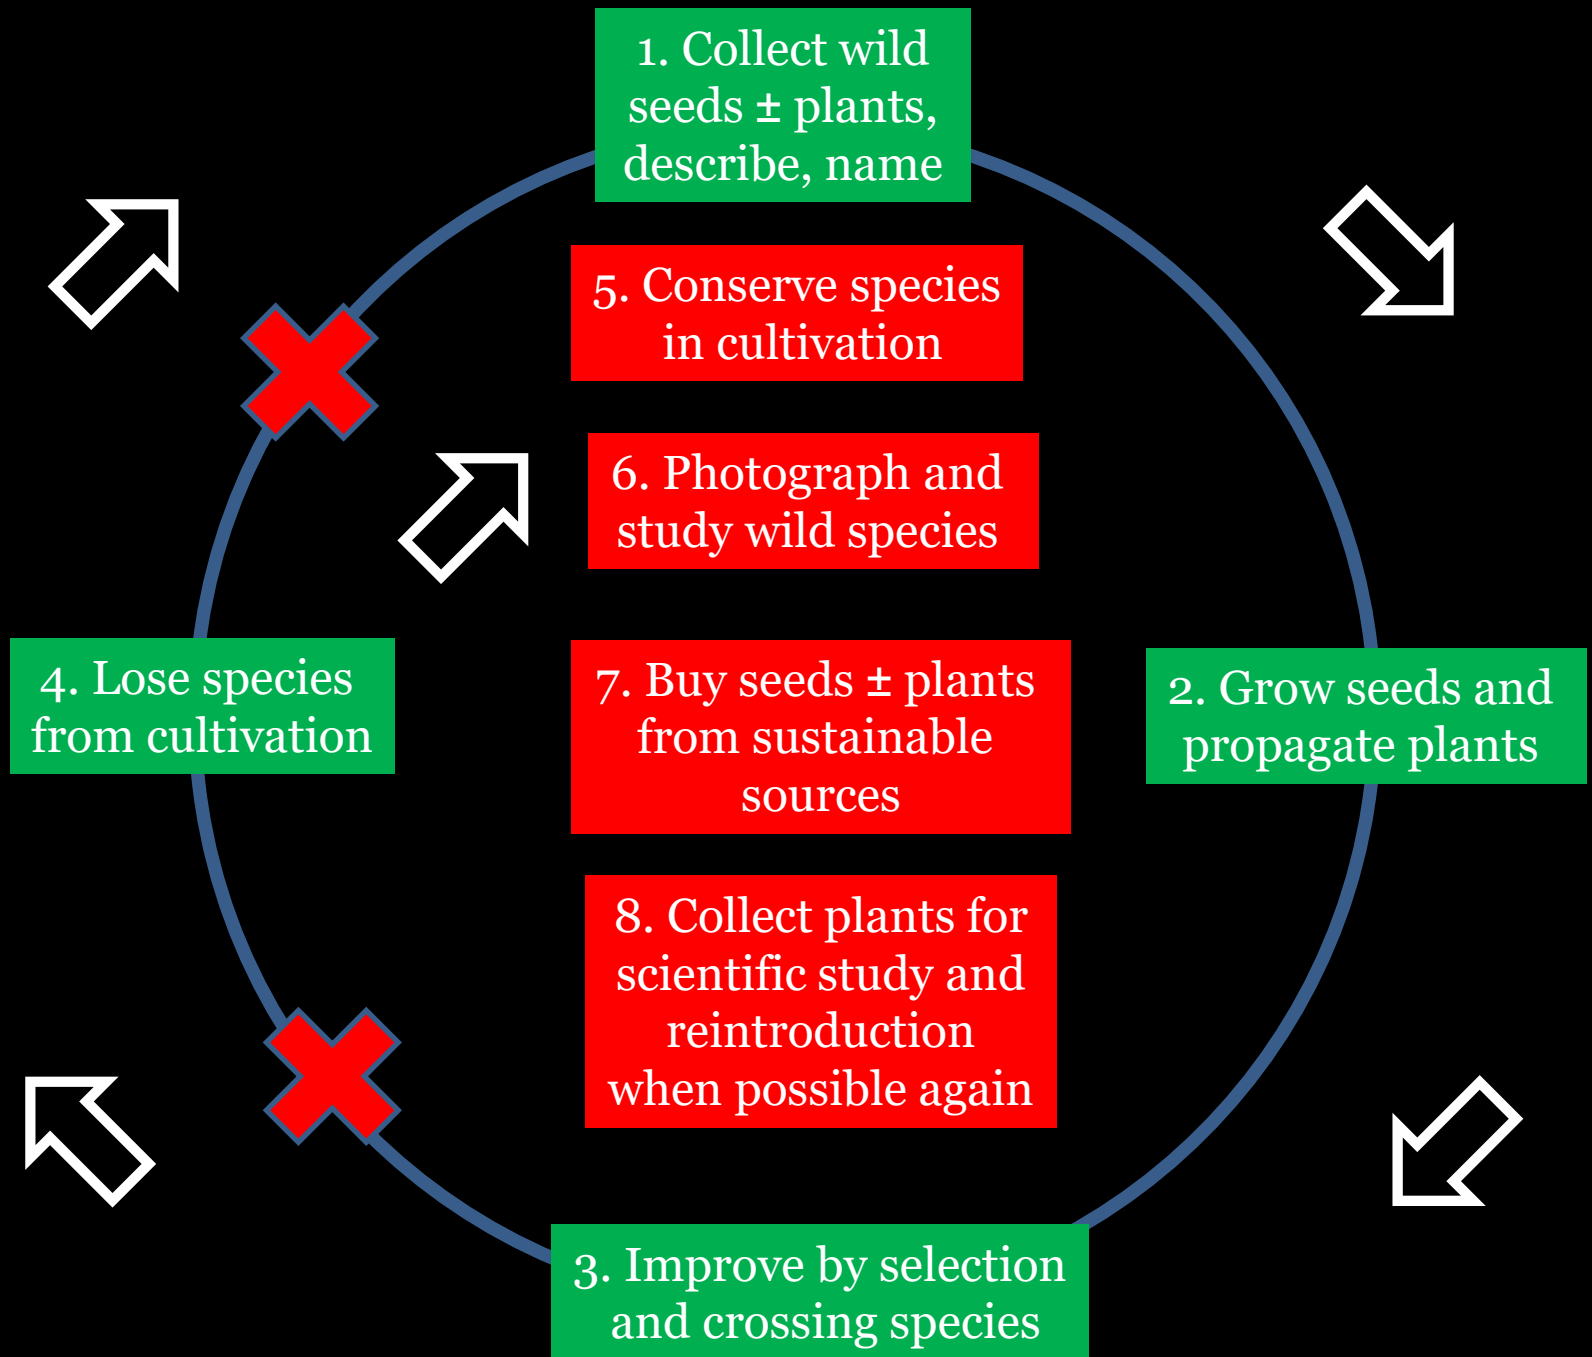 1. Collect wild
seeds ± plants,
describe, name
5. Conserve species
in cultivation
6. Photograph and
study wild species
4. Lose species
from cultivation
7. Buy seeds ± plants
from sustainable
sources
2. Grow seeds and
propagate plants
8. Collect plants for
scientific study and
reintroduction
when possible again
3. Improve by selection
and crossing species